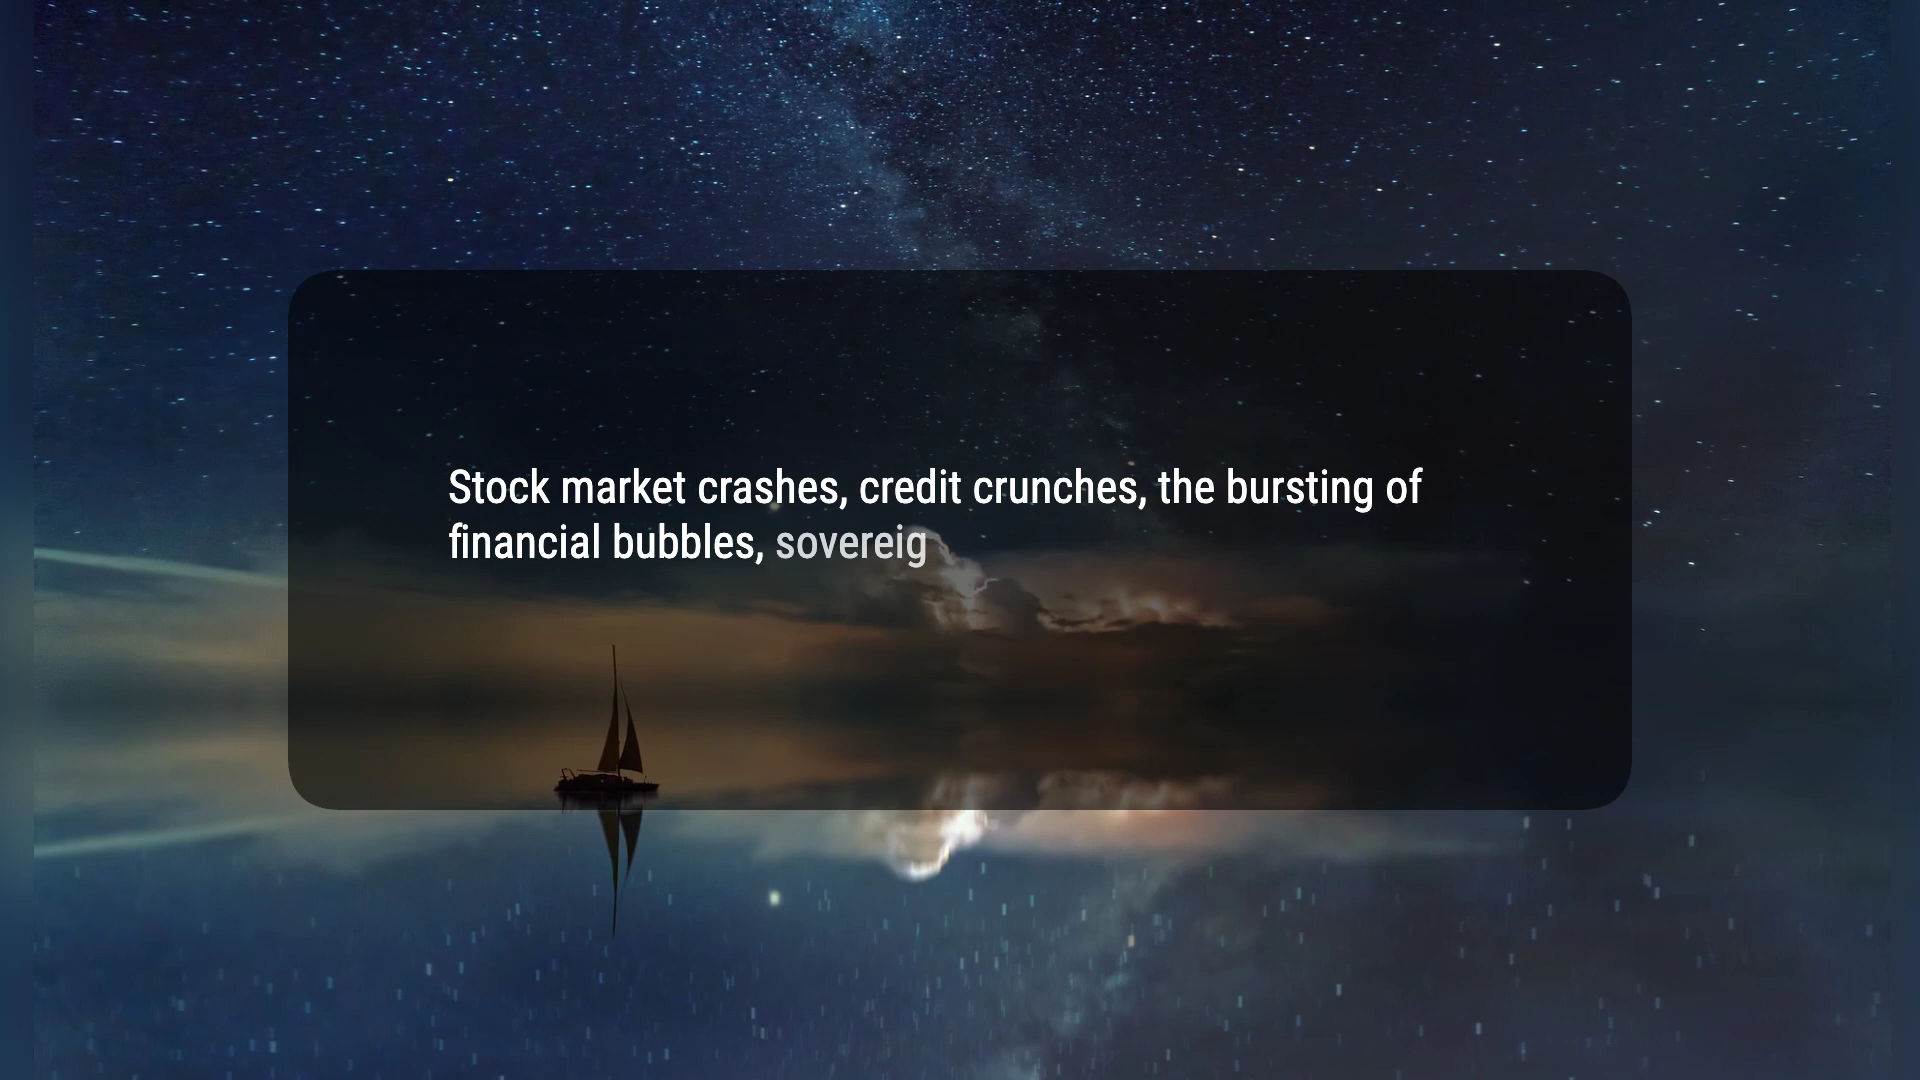 Stock market crashes, credit crunches, the bursting of
financial bubbles, sovereig